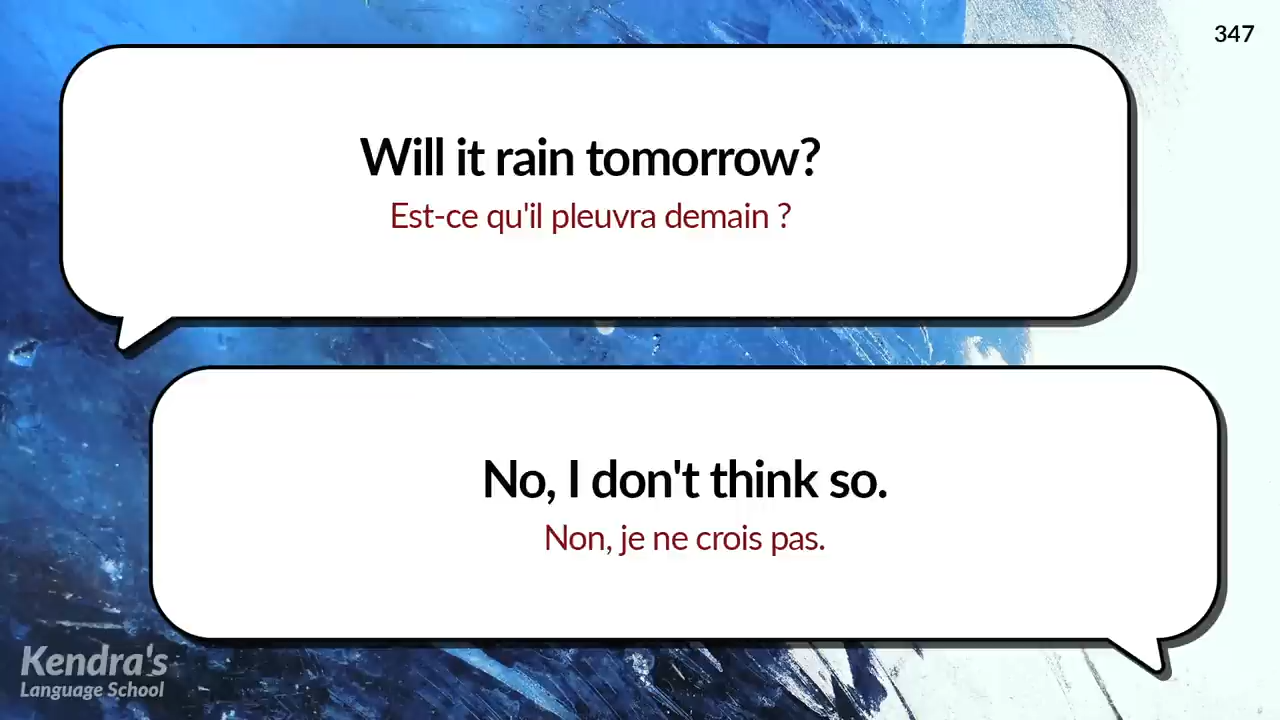 347
Will it rain tomorrow?
Est-ce qu'il pleuvra demain ?
No, I don't think so.
Non, je ne crois pas.
Kendra's
Language School